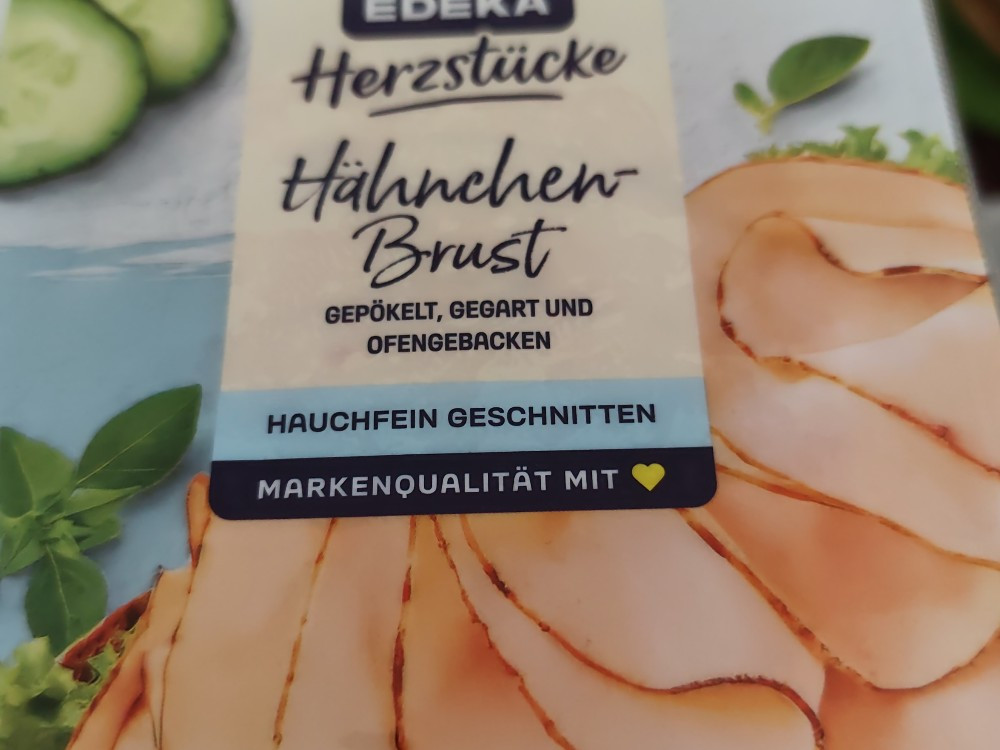 EDEKA
Herzstücke
Hähnchen-
Brust
GEPÖKELT, GEGART UND
OFENGEBACKEN
HAUCHFEIN GESCHNITTEN
MARKENQUALITÄT MIT